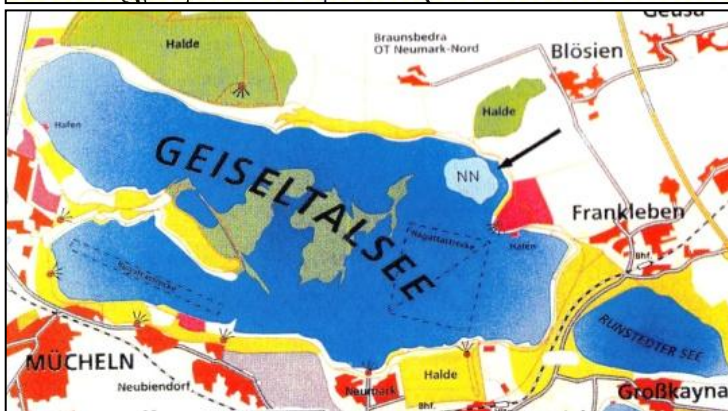 Geusa
Halde
Braunsbedra
OT Neumark-Nord
Blösien
Halde
Hafen
GEISELTALSEE
NN
Frankleben
Regattastrecke
Hafen
Bhf.
RUNSTEDTER SEE
MÜCHELN
Neubiendorf
Neumark
Halde
Bhf.
Großkayna